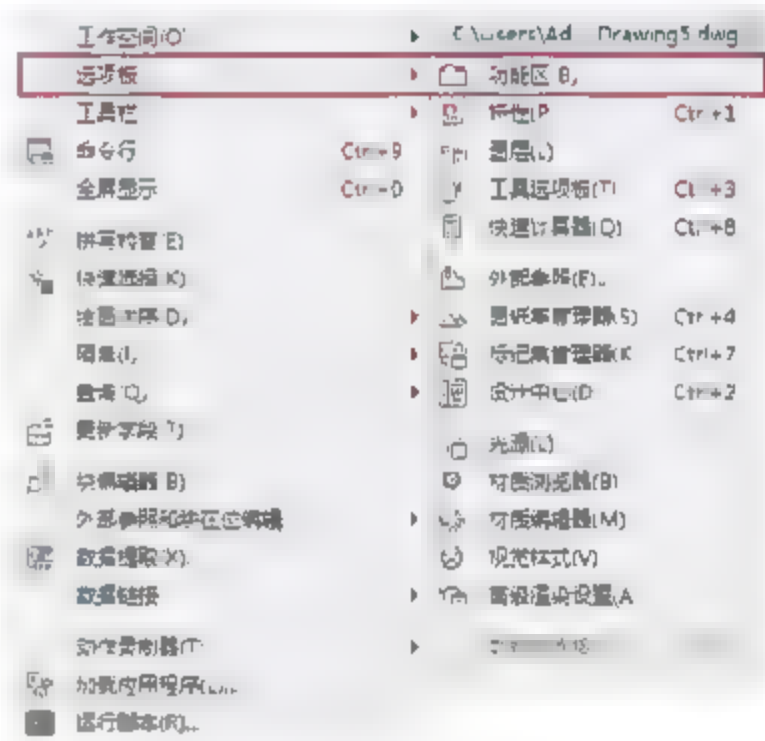 工作空间(O)
选项板
工具栏
命令行 Ctrl+9
全屏显示 Ctrl+0
拼写检查(E)
快速选择(K)
绘图次序(D)
图案(I)
查询(Q)
更新字段(T)
块编辑器(B)
外部参照和块在位编辑
数据提取(X)
数据链接
动作录制器(T)
加载应用程序(L)...
运行脚本(R)...
C:\Users\Ad Drawing5.dwg
功能区(B)
特性(P) Ctrl+1
图层(L)
工具选项板(T) Ctrl+3
快速计算器(Q) Ctrl+8
外部参照(E)
图纸集管理器(S) Ctrl+4
标记集管理器(K Ctrl+7
设计中心(D Ctrl+2
光源(L)
材质浏览器(B)
材质编辑器(M)
视觉样式(V)
高级渲染设置(A